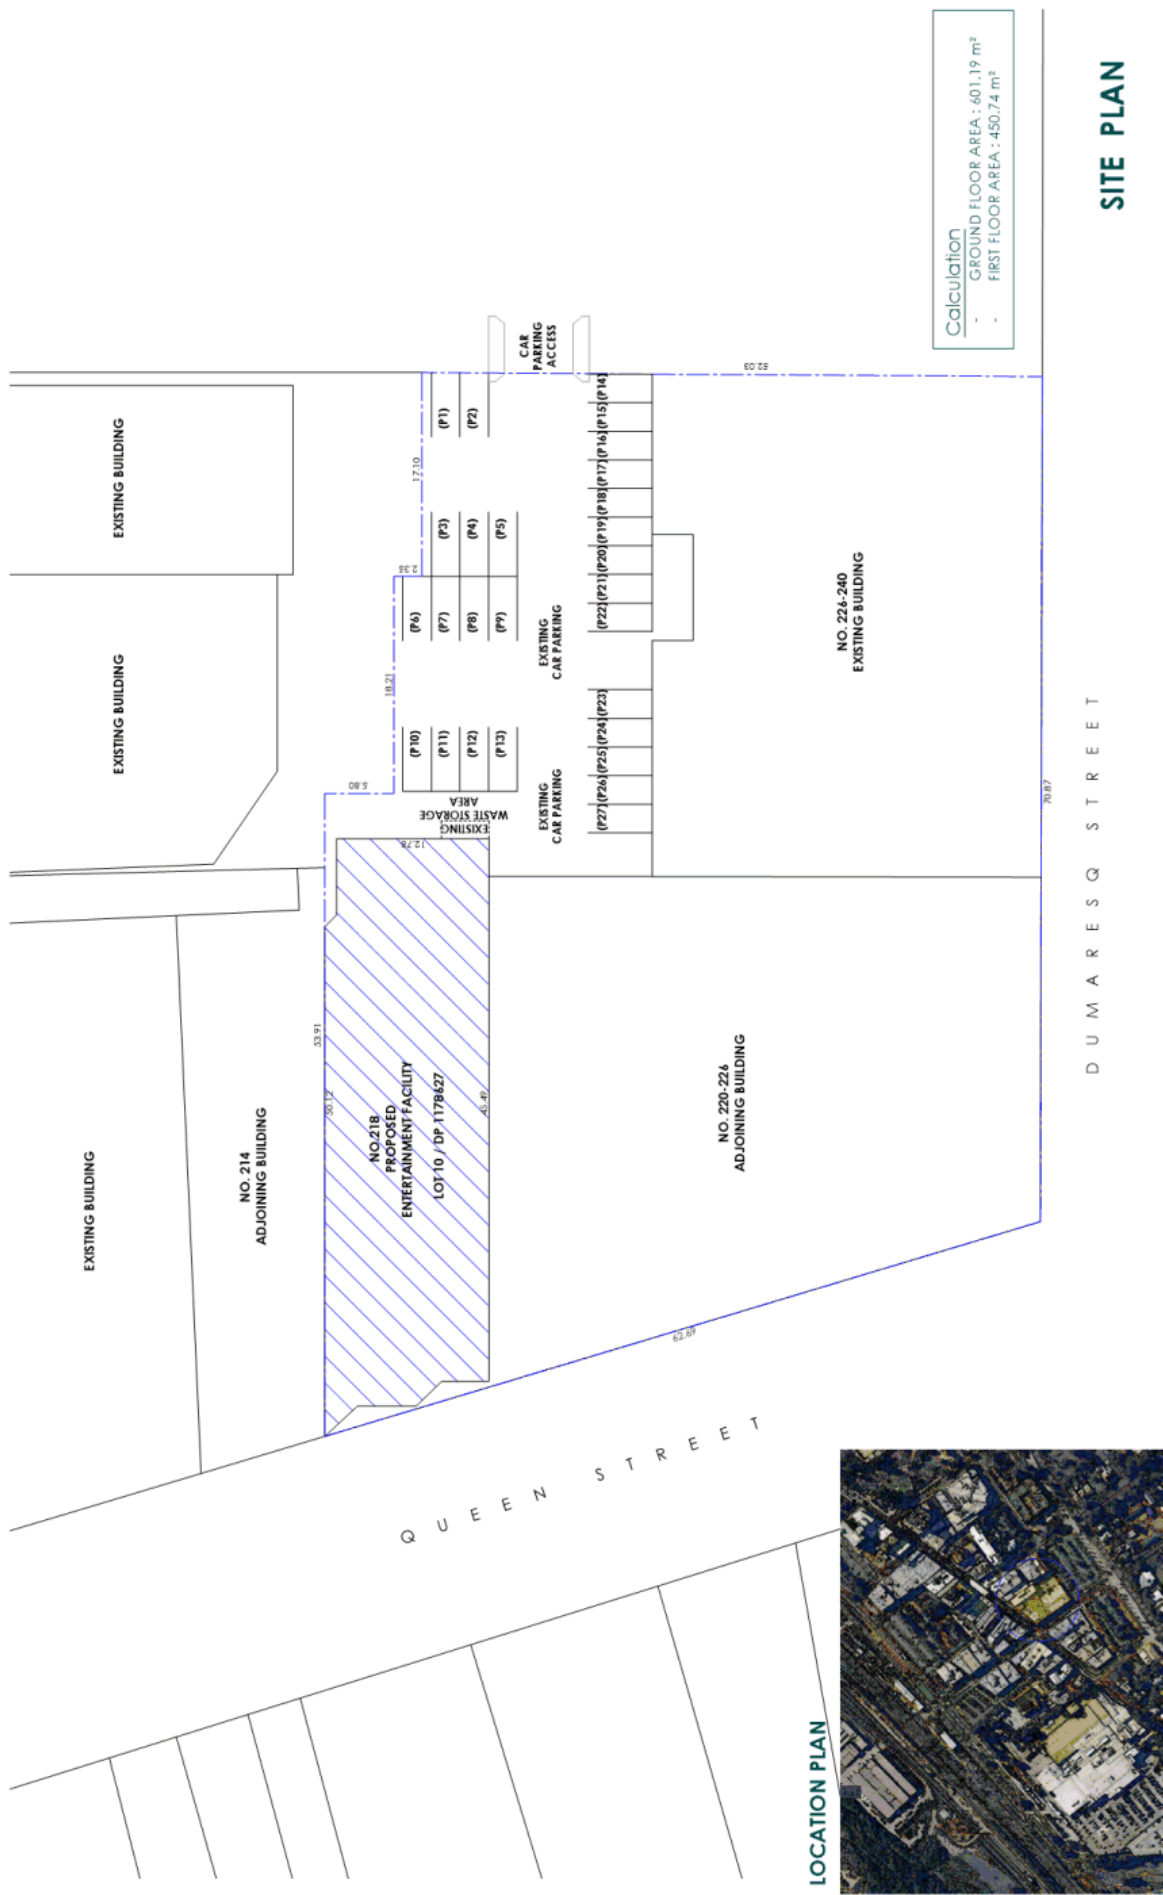 EXISTING BUILDING
EXISTING BUILDING
EXISTING BUILDING
NO. 214
ADJOINING BUILDING
NO.218
PROPOSED
ENTERTAINMENT FACILITY
LOT 10 / DP 1178627
53.91
50.12
45.49
12.78
5.80
18.21
2.35
17.10
EXISTING
WASTE STORAGE
AREA
(P1)
(P2)
(P3)
(P4)
(P5)
(P6)
(P7)
(P8)
(P9)
(P10)
(P11)
(P12)
(P13)
CAR
PARKING
ACCESS
EXISTING
CAR PARKING
EXISTING
CAR PARKING
(P27)(P26)(P25)(P24)(P23)
(P22)(P21)(P20)(P19)(P18)(P17)(P16)(P15)(P14)
52.03
NO. 226-240
EXISTING BUILDING
NO. 220-226
ADJOINING BUILDING
62.69
70.87
QUEEN STREET
DUMARESQ STREET
Calculation
- GROUND FLOOR AREA : 601.19 m²
- FIRST FLOOR AREA : 450.74 m²
LOCATION PLAN
SITE PLAN